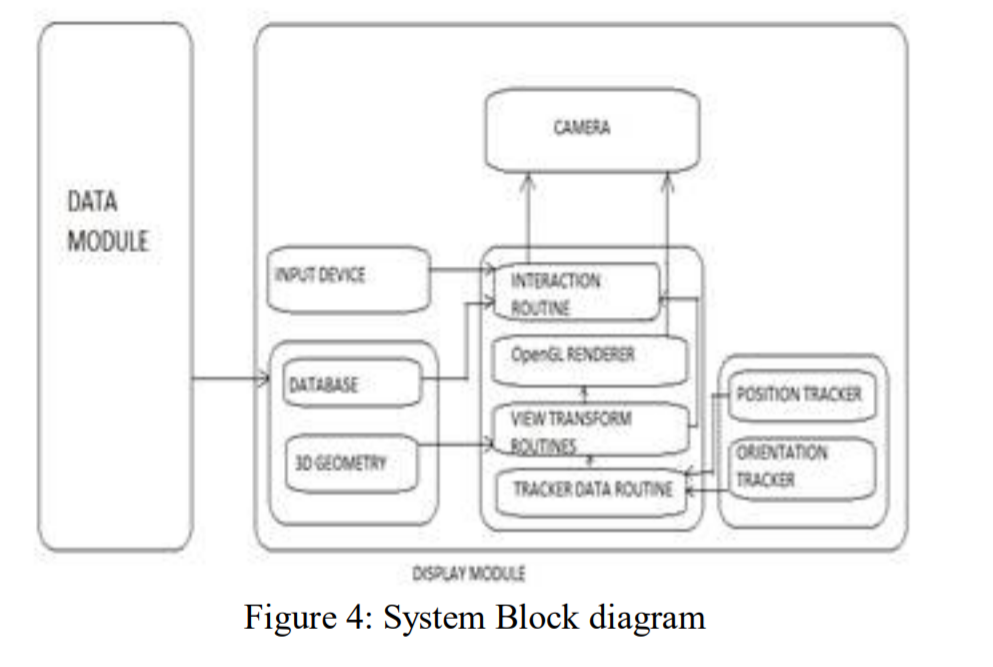 CAMERA
DATA
MODULE
INPUT DEVICE
INTERACTION
ROUTINE
OpenGL RENDERER
DATABASE
VIEW TRANSFORM
ROUTINES
3D GEOMETRY
TRACKER DATA ROUTINE
POSITION TRACKER
ORIENTATION
TRACKER
DISPLAY MODULE
Figure 4: System Block diagram